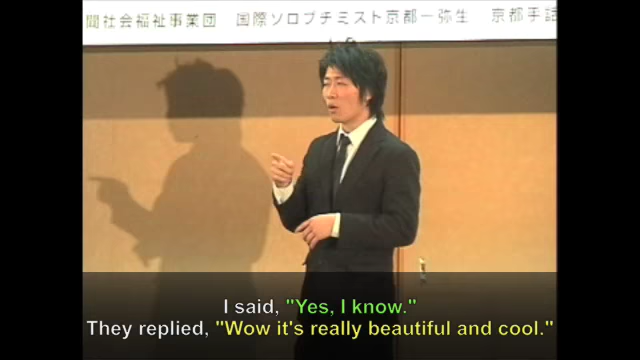 聞社会福祉事業団 国際ソロプチミスト京都一弥生 京都手話
I said, "Yes, I know."
They replied, "Wow it's really beautiful and cool."